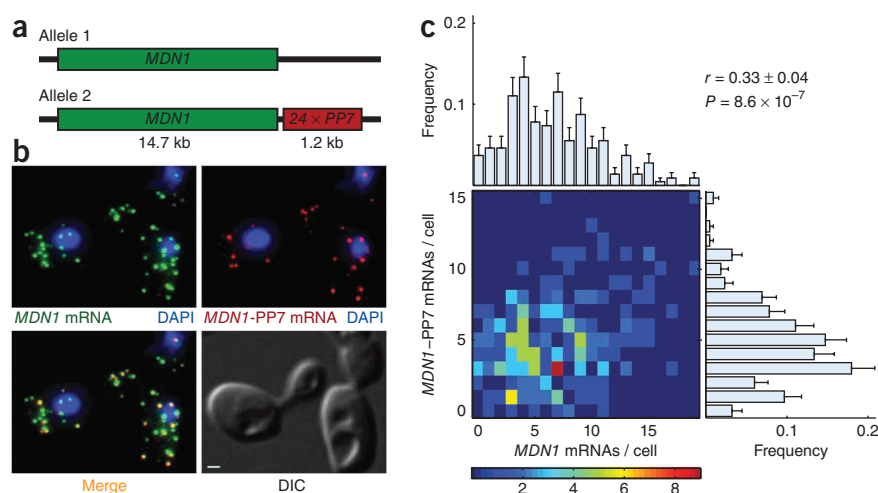 a
Allele 1
MDN1
Allele 2
MDN1
24 × PP7
14.7 kb
1.2 kb
b
MDN1 mRNA
DAPI
MDN1-PP7 mRNA
DAPI
Merge
DIC
c
0.2
0.1
Frequency
r = 0.33 ± 0.04
P = 8.6 × 10⁻⁷
15
10
5
0
MDN1–PP7 mRNAs / cell
0
5
10
15
MDN1 mRNAs / cell
0.1
0.2
Frequency
2
4
6
8